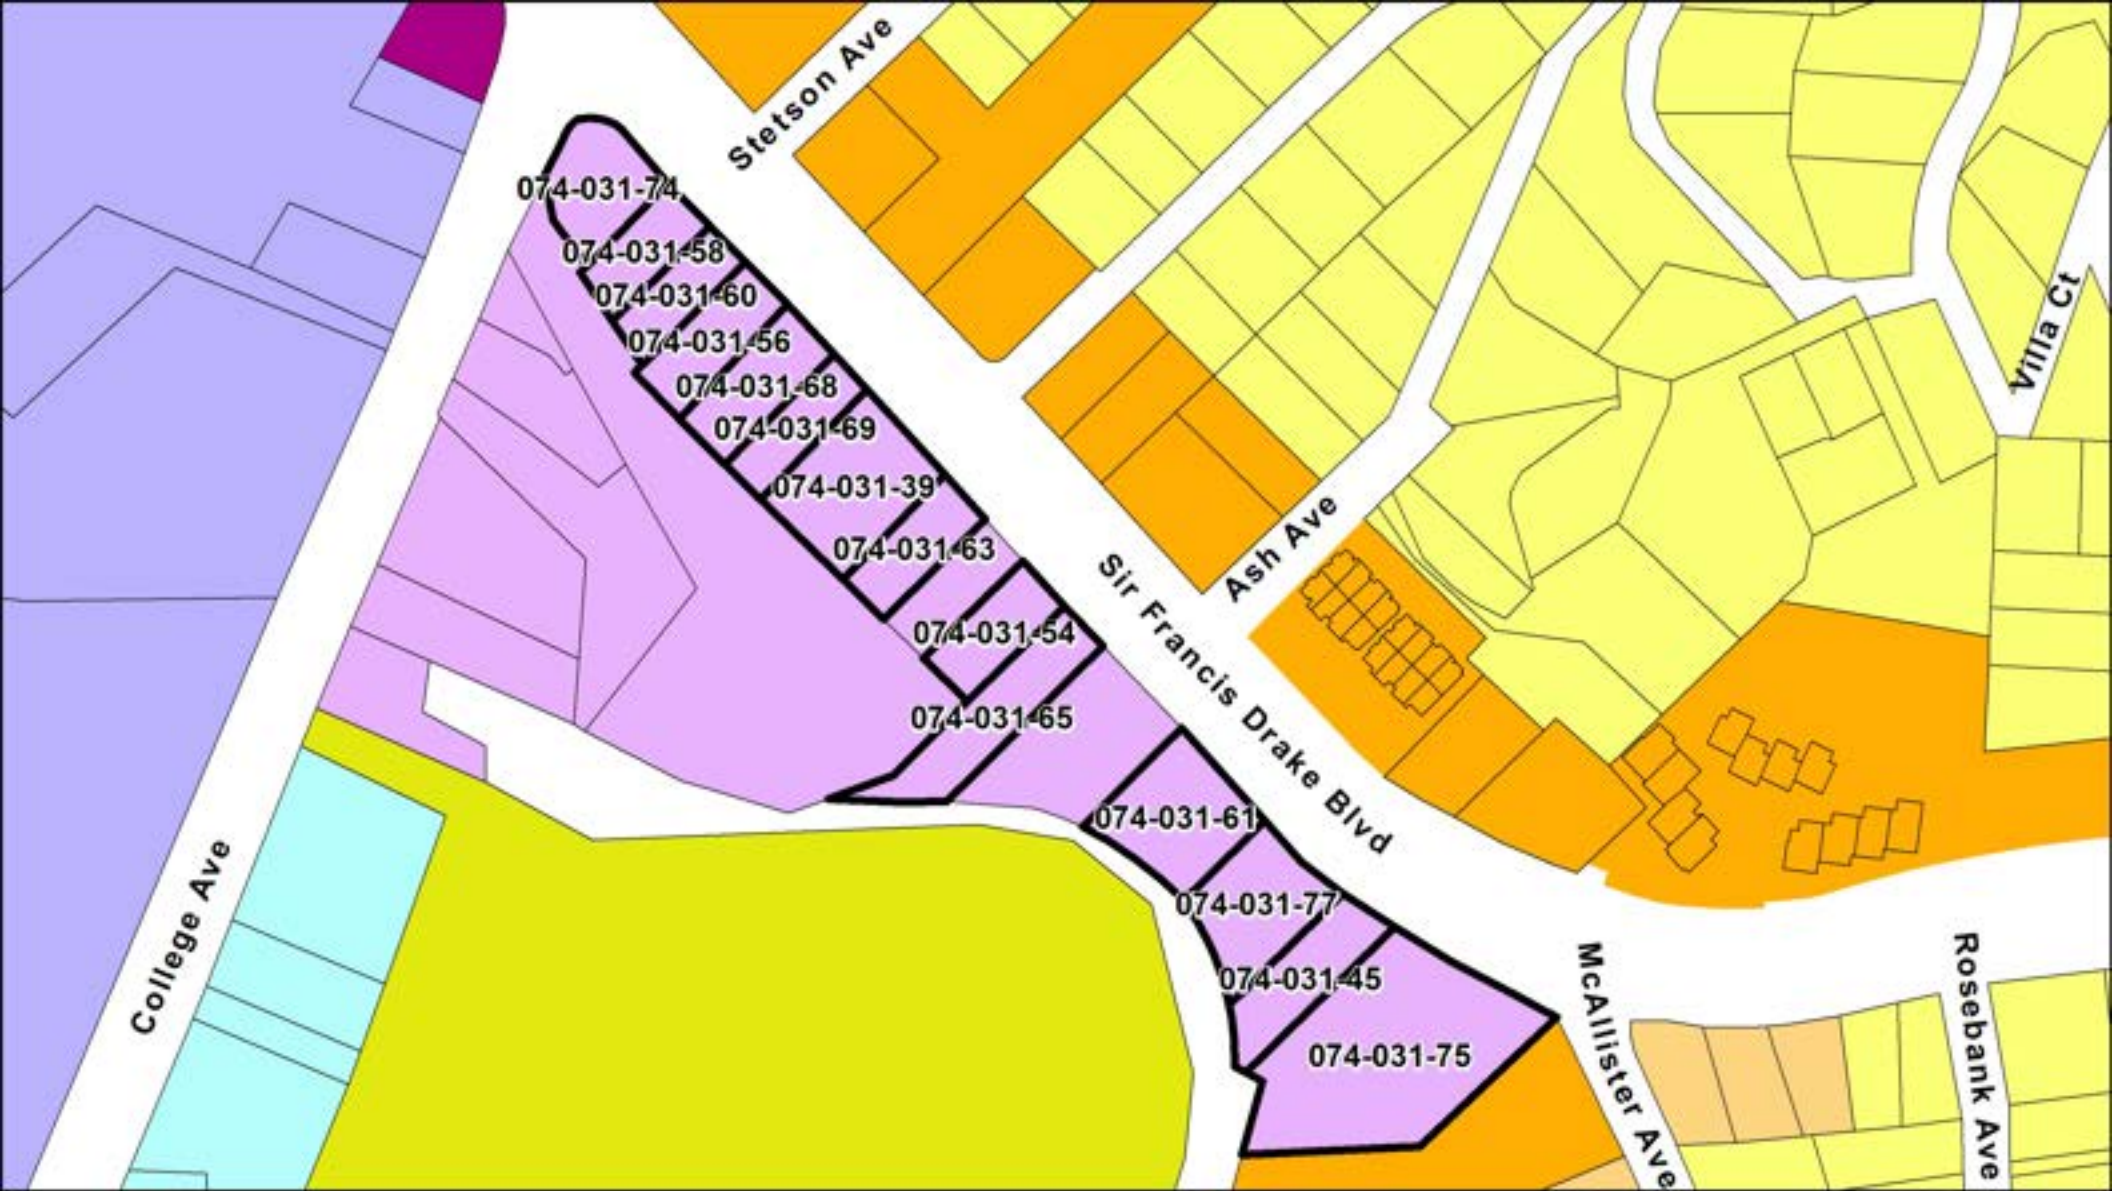 Stetson Ave
074-031-74
074-031-58
074-031-60
074-031-56
074-031-68
074-031-69
074-031-39
074-031-63
074-031-54
074-031-65
074-031-61
074-031-77
074-031-45
074-031-75
Villa Ct
Ash Ave
Sir Francis Drake Blvd
College Ave
McAllister Ave
Rosebank Ave